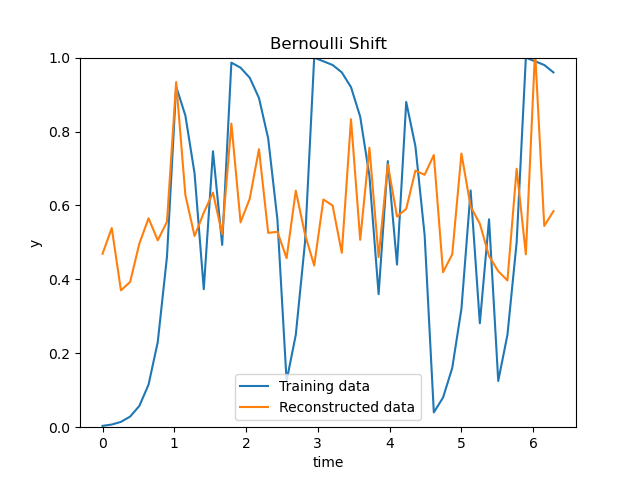 Bernoulli Shift
1.0
0.8
0.6
y
0.4
0.2
0.0
Training data
Reconstructed data
0 1 2 3 4 5 6
time